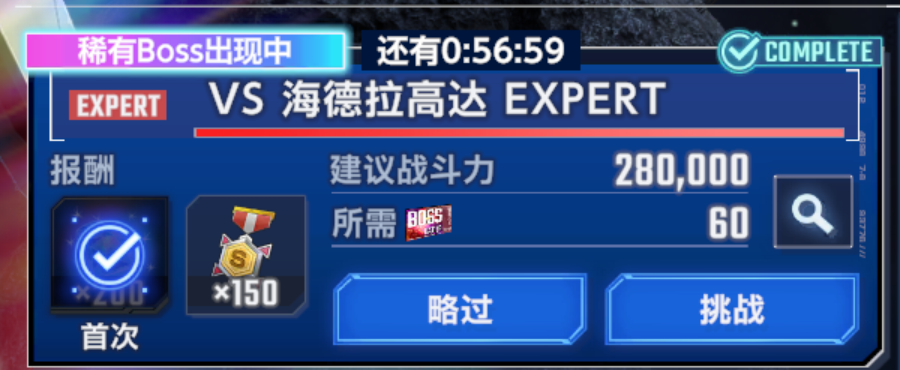 稀有Boss出现中
还有0:56:59
COMPLETE
EXPERT
VS 海德拉高达 EXPERT
报酬
建议战斗力
280,000
所需
BOSS
60
×200
S
×150
首次
略过
挑战